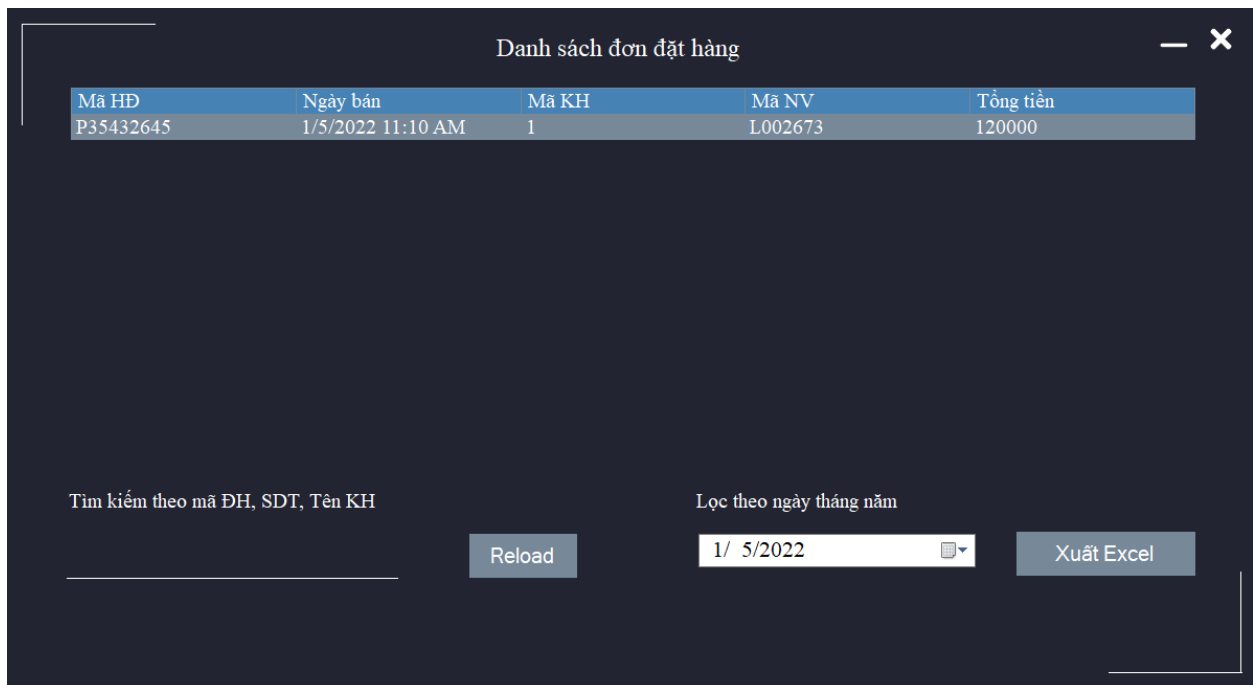 Danh sách đơn đặt hàng
Mã HĐ Ngày bán Mã KH Mã NV Tổng tiền
P35432645 1/5/2022 11:10 AM 1 L002673 120000
Tìm kiếm theo mã ĐH, SDT, Tên KH Lọc theo ngày tháng năm
Reload 1/ 5/2022 Xuất Excel